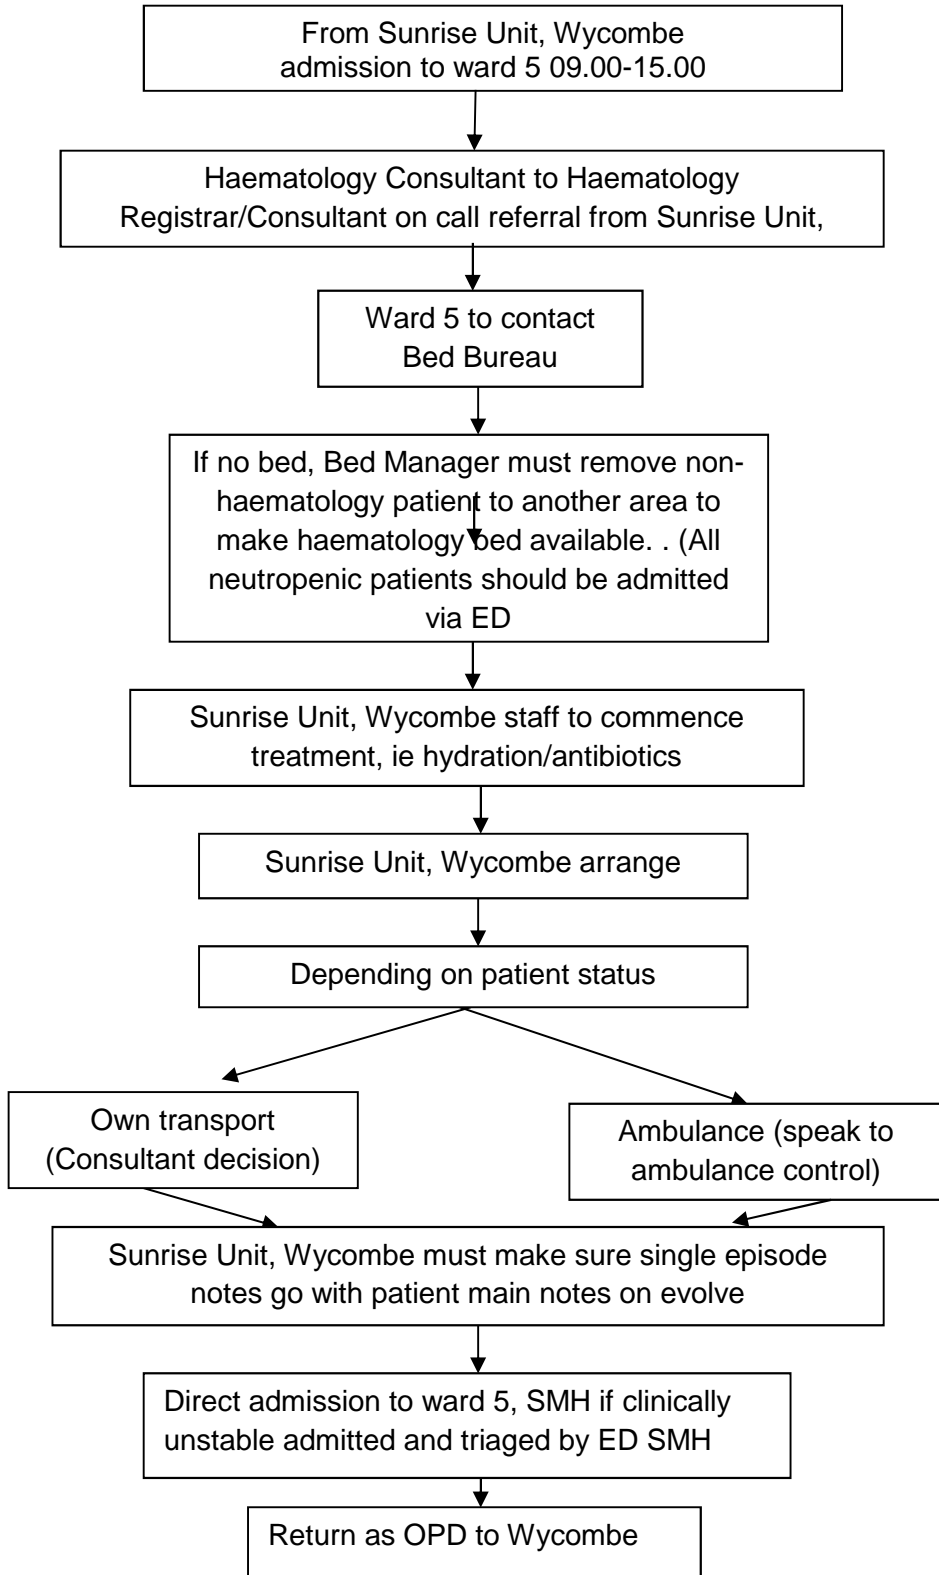 From Sunrise Unit, Wycombe
admission to ward 5 09.00-15.00
Haematology Consultant to Haematology
Registrar/Consultant on call referral from Sunrise Unit,
Ward 5 to contact
Bed Bureau
If no bed, Bed Manager must remove non-
haematology patient to another area to
make haematology bed available. . (All
neutropenic patients should be admitted
via ED
Sunrise Unit, Wycombe staff to commence
treatment, ie hydration/antibiotics
Sunrise Unit, Wycombe arrange
Depending on patient status
Own transport
(Consultant decision)
Ambulance (speak to
ambulance control)
Sunrise Unit, Wycombe must make sure single episode
notes go with patient main notes on evolve
Direct admission to ward 5, SMH if clinically
unstable admitted and triaged by ED SMH
Return as OPD to Wycombe